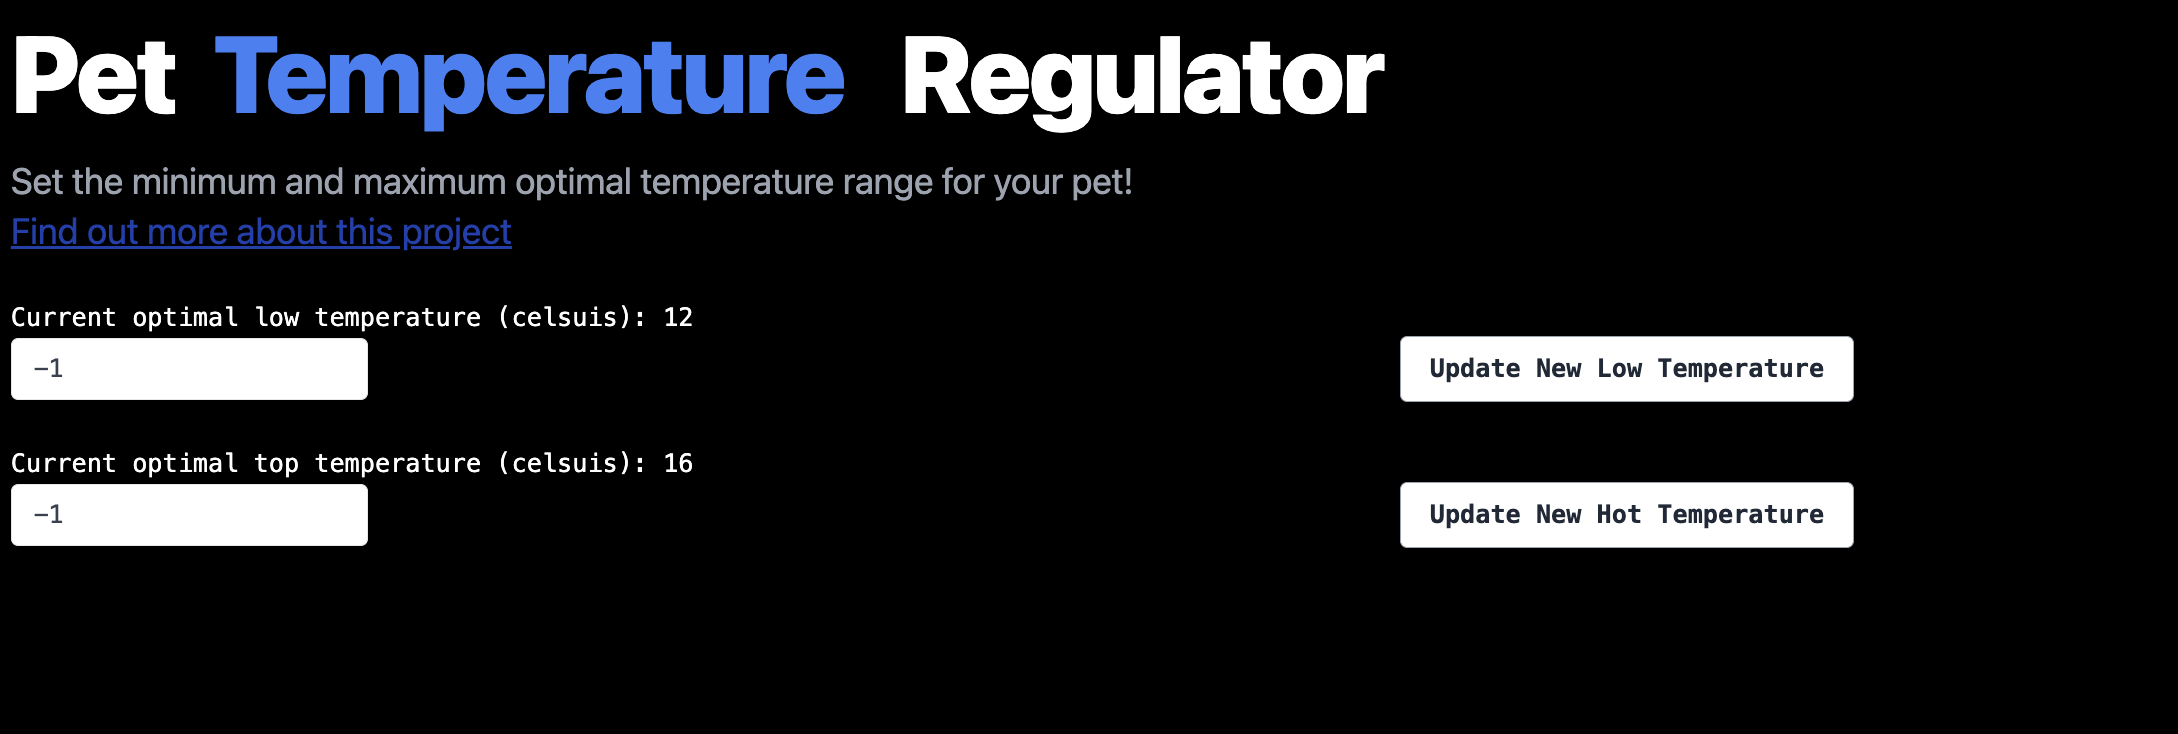 Pet Temperature Regulator
Set the minimum and maximum optimal temperature range for your pet!
Find out more about this project
Current optimal low temperature (celsuis): 12
-1
Update New Low Temperature
Current optimal top temperature (celsuis): 16
-1
Update New Hot Temperature